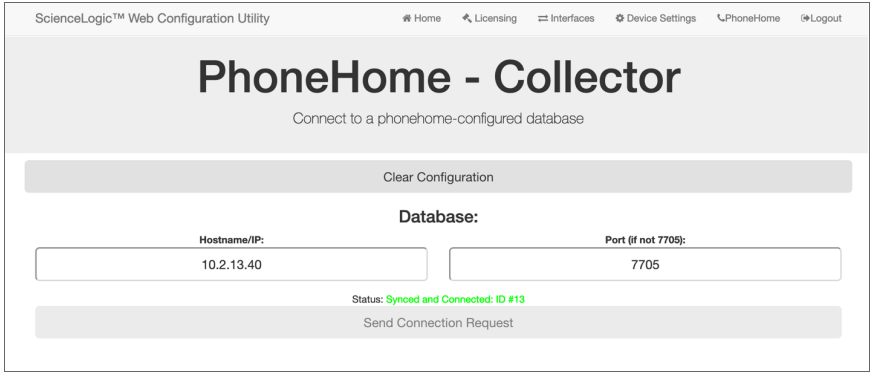 ScienceLogic™ Web Configuration Utility Home Licensing Interfaces Device Settings PhoneHome Logout
PhoneHome - Collector
Connect to a phonehome-configured database
Clear Configuration
Database:
Hostname/IP: Port (if not 7705):
10.2.13.40 7705
Status: Synced and Connected: ID #13
Send Connection Request